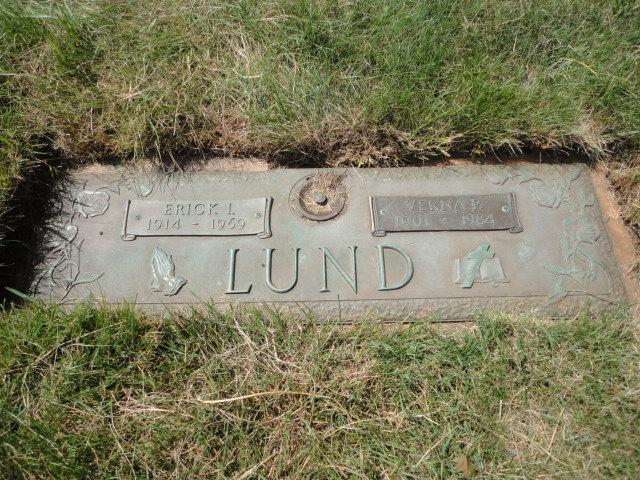 ERICK I.
1914 - 1969
VERNA P.
1901 - 1984
LUND